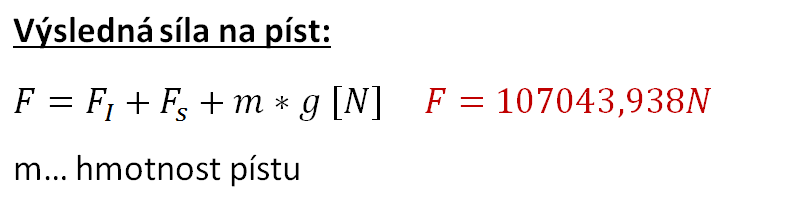 Výsledná síla na píst:
F = F_I + F_s + m * g [N] F = 107043,938N
m... hmotnost pístu